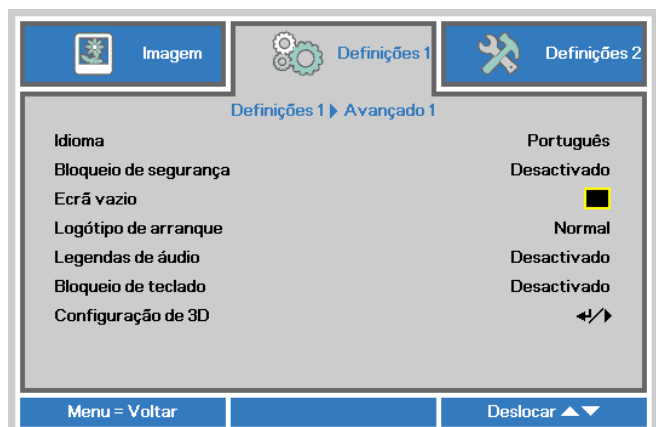 Imagem Definições 1 Definições 2
Definições 1 ▶ Avançado 1
Idioma Português
Bloqueio de segurança Desactivado
Ecrã vazio
Logótipo de arranque Normal
Legendas de áudio Desactivado
Bloqueio de teclado Desactivado
Configuração de 3D ↵/▶
Menu = Voltar Deslocar ▲▼